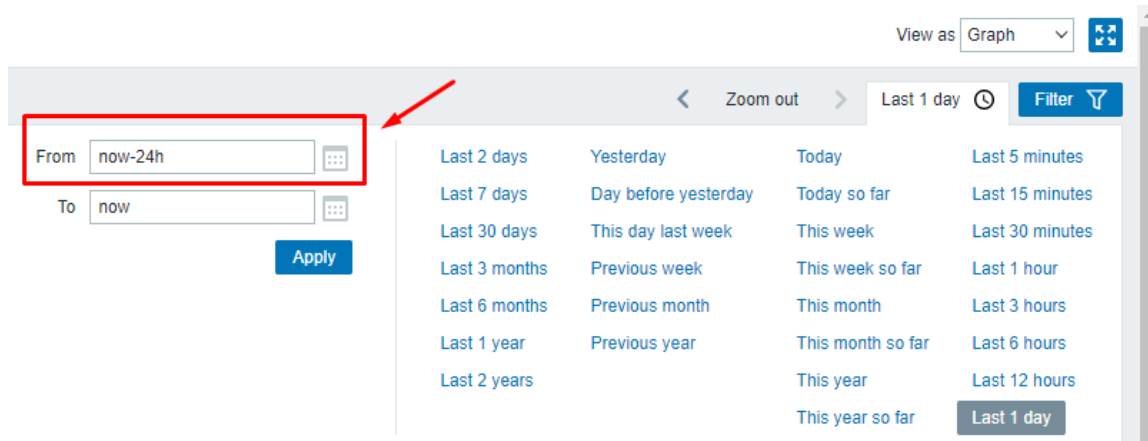 View as Graph
Zoom out Last 1 day Filter
From now-24h
To now
Apply
Last 2 days Yesterday Today Last 5 minutes
Last 7 days Day before yesterday Today so far Last 15 minutes
Last 30 days This day last week This week Last 30 minutes
Last 3 months Previous week This week so far Last 1 hour
Last 6 months Previous month This month Last 3 hours
Last 1 year Previous year This month so far Last 6 hours
Last 2 years This year Last 12 hours
This year so far Last 1 day